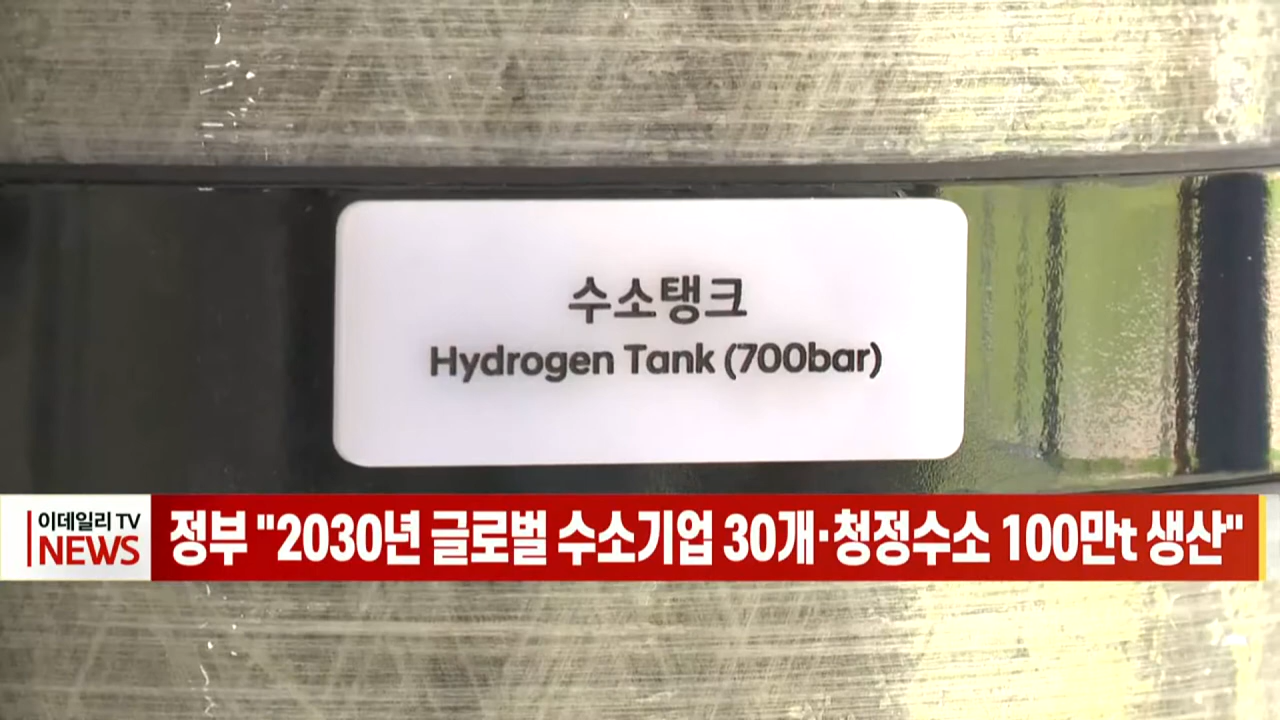 수소탱크
Hydrogen Tank (700bar)
이데일리 TV
NEWS
정부 "2030년 글로벌 수소기업 30개·청정수소 100만t 생산"